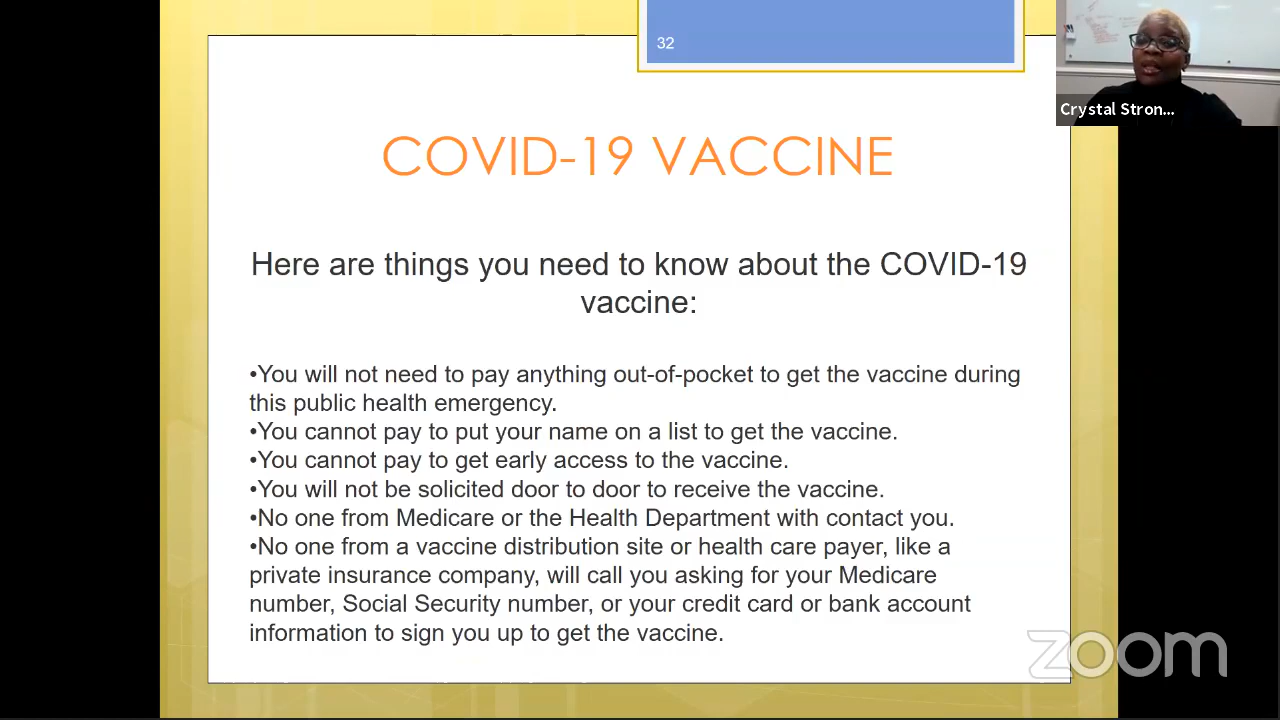 32
Crystal Stron...
COVID-19 VACCINE
Here are things you need to know about the COVID-19
vaccine:
•You will not need to pay anything out-of-pocket to get the vaccine during
this public health emergency.
•You cannot pay to put your name on a list to get the vaccine.
•You cannot pay to get early access to the vaccine.
•You will not be solicited door to door to receive the vaccine.
•No one from Medicare or the Health Department with contact you.
•No one from a vaccine distribution site or health care payer, like a
private insurance company, will call you asking for your Medicare
number, Social Security number, or your credit card or bank account
information to sign you up to get the vaccine.
zoom